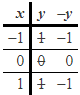 x y –y
–1 1 –1
0 0 0
1 1 –1